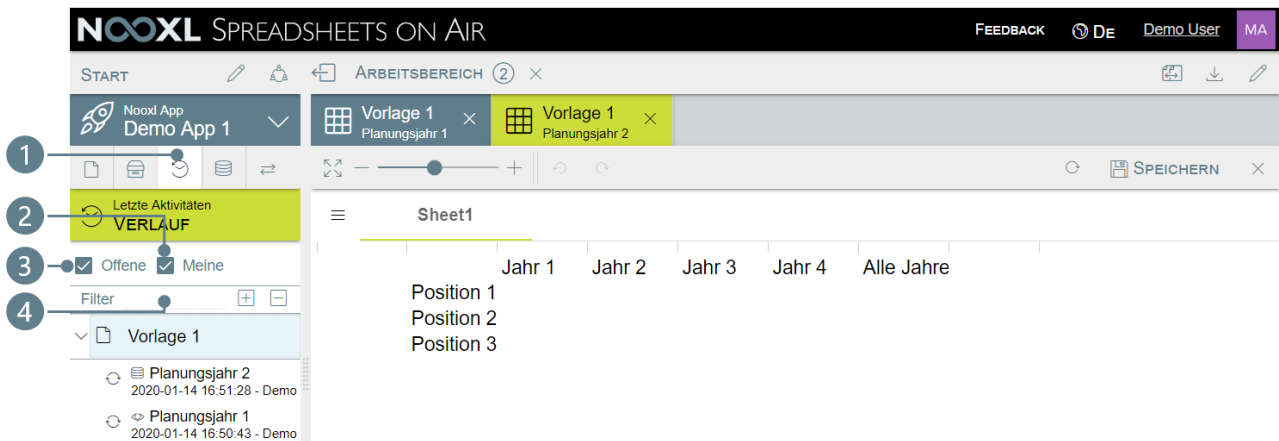 NOOXL SPREADSHEETS ON AIR FEEDBACK DE Demo User MA
START ARBEITSBEREICH 2
Nooxl App
Demo App 1
Vorlage 1
Planungsjahr 1
Vorlage 1
Planungsjahr 2
1
SPEICHERN
2
Letzte Aktivitäten
VERLAUF
Sheet1
3
Offene Meine
Jahr 1 Jahr 2 Jahr 3 Jahr 4 Alle Jahre
4
Filter
Position 1
Position 2
Position 3
Vorlage 1
Planungsjahr 2
2020-01-14 16:51:28 - Demo
Planungsjahr 1
2020-01-14 16:50:43 - Demo